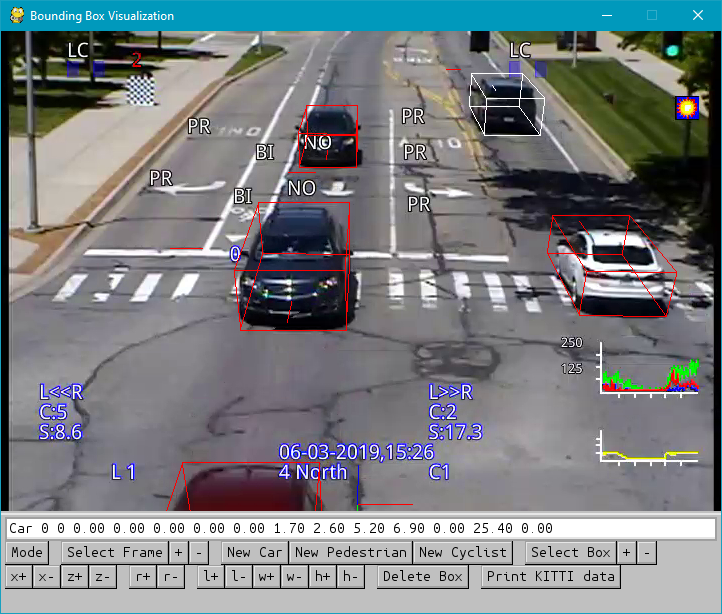 Bounding Box Visualization
LC
LC
2
PR
PR
BI
NO
PR
PR
NO
BI
PR
0
250
125
L<<R
C:5
S:8.6
L>>R
C:2
S:17.3
06-03-2019,15:26
L 1
4 North
C1
Car 0 0 0.00 0.00 0.00 0.00 0.00 1.70 2.60 5.20 6.90 0.00 25.40 0.00
Mode Select Frame + - New Car New Pedestrian New Cyclist Select Box + -
x+ x- z+ z- r+ r- l+ l- w+ w- h+ h- Delete Box Print KITTI data